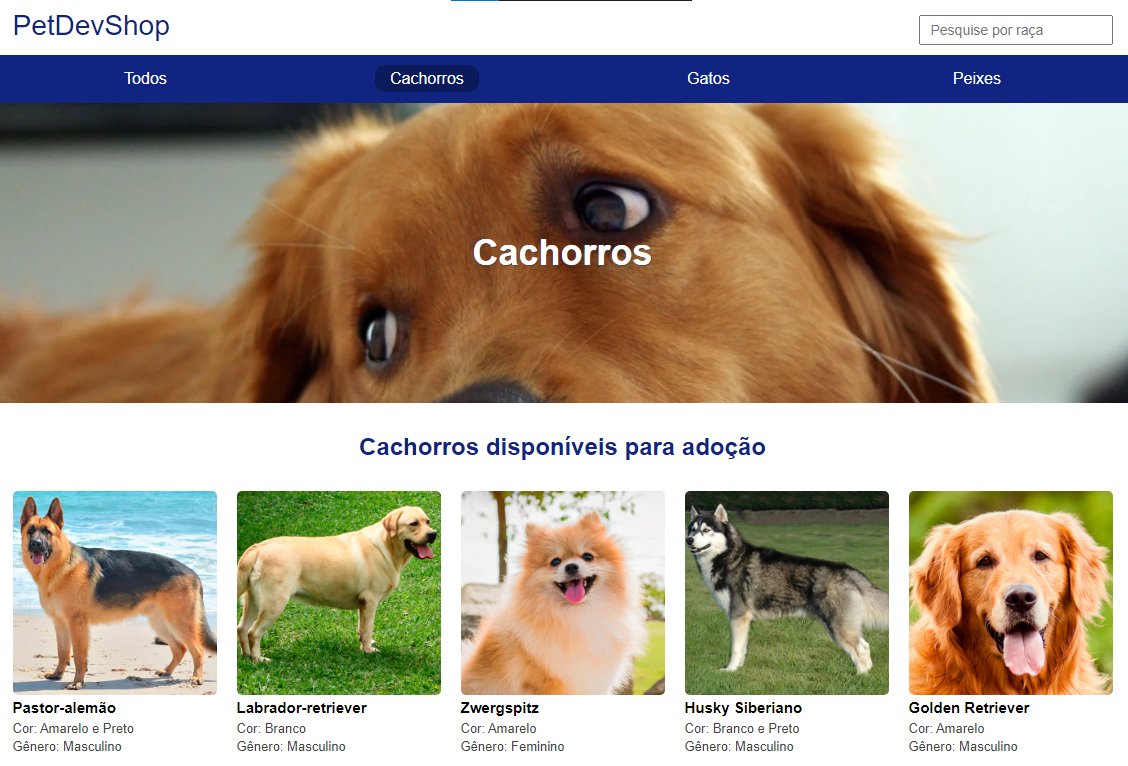 PetDevShop
Pesquise por raça
Todos Cachorros Gatos Peixes
Cachorros
Cachorros disponíveis para adoção
Pastor-alemão
Cor: Amarelo e Preto
Gênero: Masculino
Labrador-retriever
Cor: Branco
Gênero: Masculino
Zwergspitz
Cor: Amarelo
Gênero: Feminino
Husky Siberiano
Cor: Branco e Preto
Gênero: Masculino
Golden Retriever
Cor: Amarelo
Gênero: Masculino